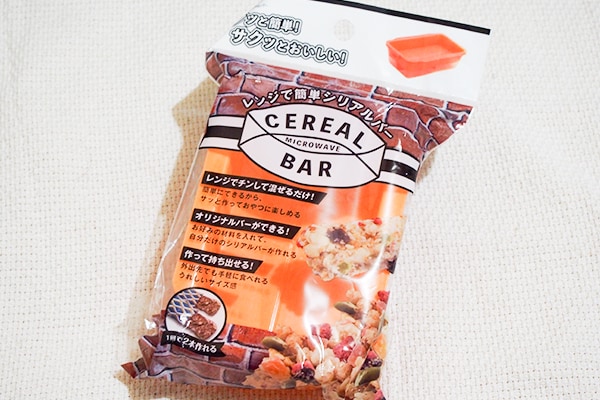 ッと簡単!
サクッとおいしい!
レンジで簡単シリアルバー
CEREAL
MICROWAVE
BAR
レンジでチンして混ぜるだけ!
簡単にできるから、
サッと作っておやつに楽しめる
オリジナルバーができる!
お好みの材料を入れて、
自分だけのシリアルバーが作れる
作って持ち出せる!
外出先でも手軽に食べれる
うれしいサイズ感
1回で2本作れる